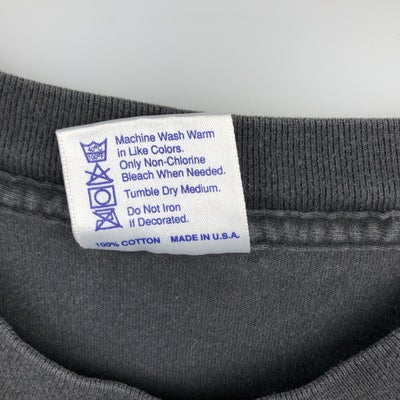 Machine Wash Warm
in Like Colors.
Only Non-Chlorine
Bleach When Needed.
Tumble Dry Medium.
Do Not Iron
If Decorated.
100% COTTON MADE IN U.S.A.